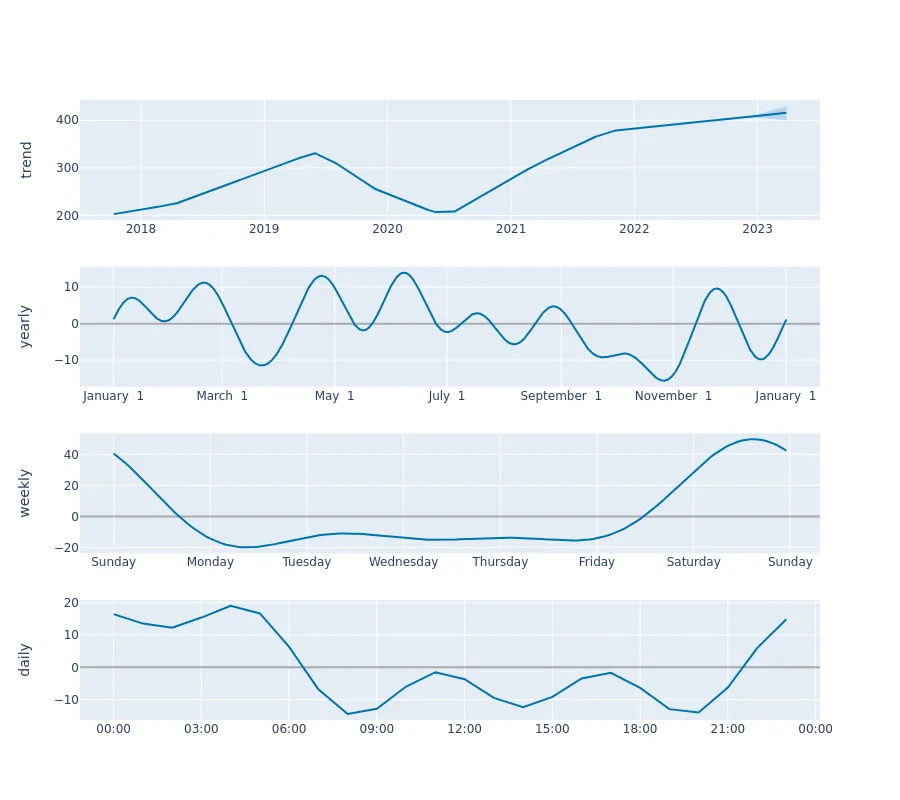 400
300
200
trend
2018 2019 2020 2021 2022 2023
10
0
−10
yearly
January 1 March 1 May 1 July 1 September 1 November 1 January 1
40
20
0
−20
weekly
Sunday Monday Tuesday Wednesday Thursday Friday Saturday Sunday
20
10
0
−10
daily
00:00 03:00 06:00 09:00 12:00 15:00 18:00 21:00 00:00